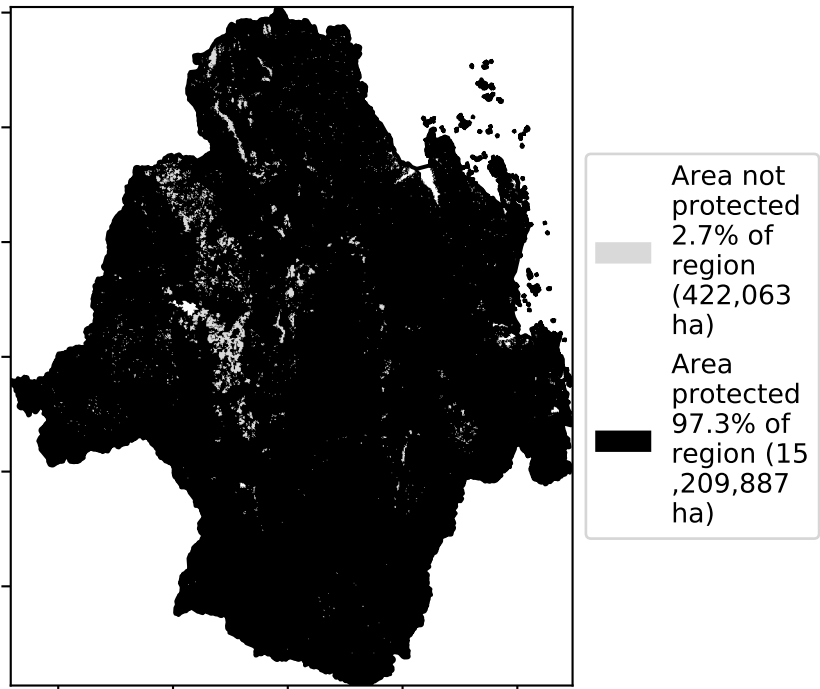 Area not
protected
2.7% of
region
(422,063
ha)
Area
protected
97.3% of
region (15
,209,887
ha)